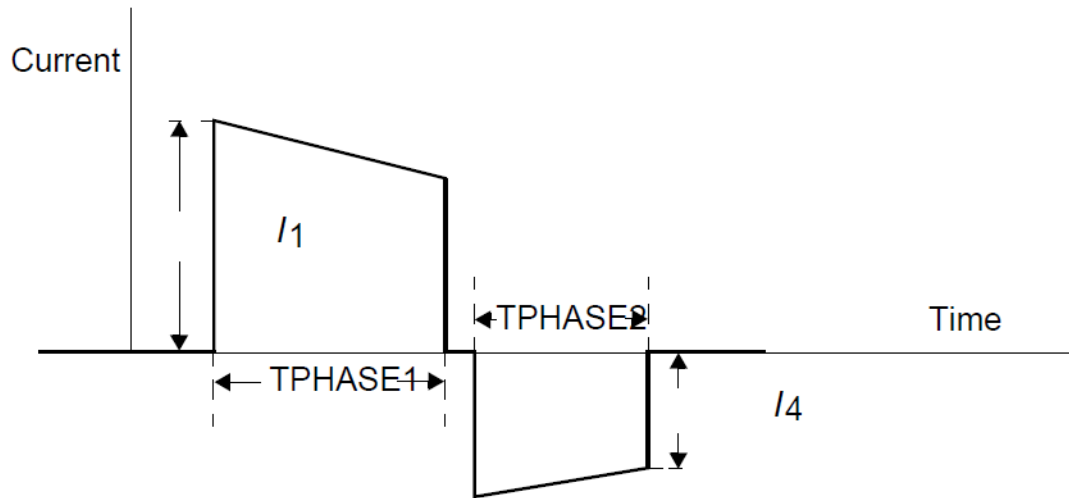 Current
I1
TPHASE2
Time
TPHASE1
I4